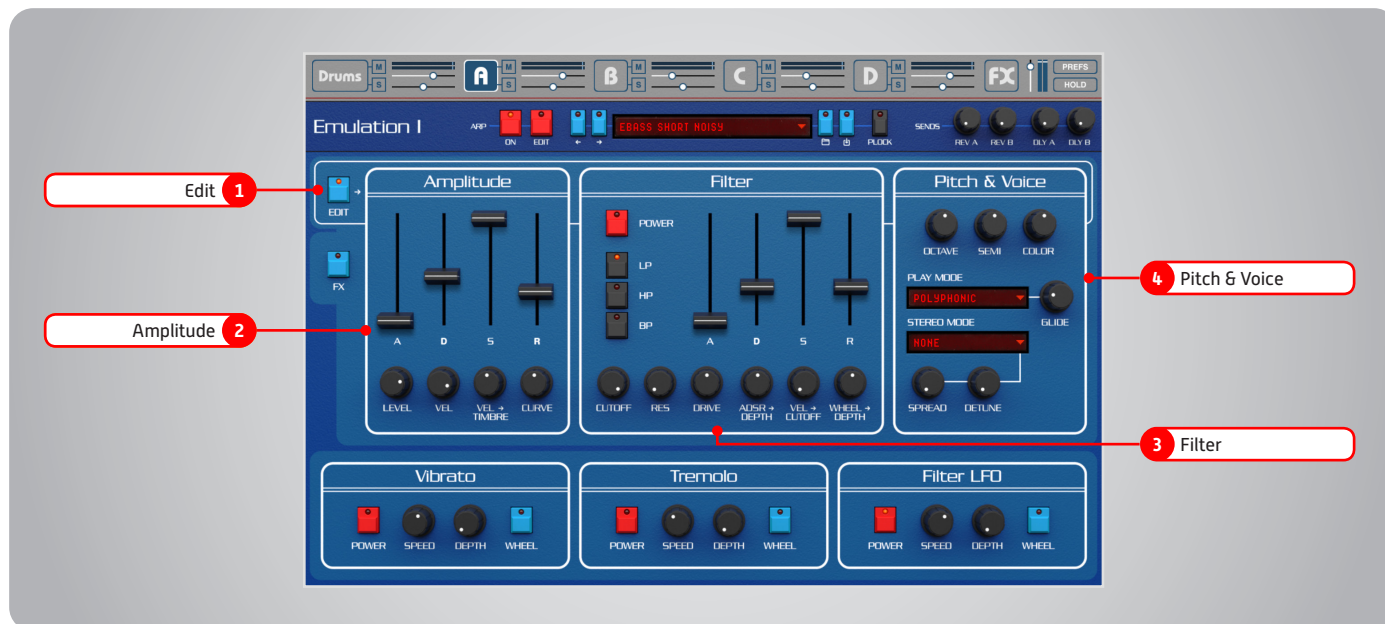 Drums M S A M S B M S C M S D M S FX PREFS HOLD
Emulation I ARP ON EDIT ← → EBASS SHORT NOISY PLOCK SENDS REV A REV B DLY A DLY B
Edit 1
EDIT →
FX
Amplitude 2
Amplitude
A D S R
LEVEL VEL VEL → TIMBRE CURVE
Filter
POWER
LP
HP
BP
A D S R
CUTOFF RES DRIVE ADSR → DEPTH VEL → CUTOFF WHEEL → DEPTH
Pitch & Voice
OCTAVE SEMI COLOR
PLAY MODE
POLYPHONIC
GLIDE
STEREO MODE
NONE
SPREAD DETUNE
4 Pitch & Voice
3 Filter
Vibrato
POWER SPEED DEPTH WHEEL
Tremolo
POWER SPEED DEPTH WHEEL
Filter LFO
POWER SPEED DEPTH WHEEL